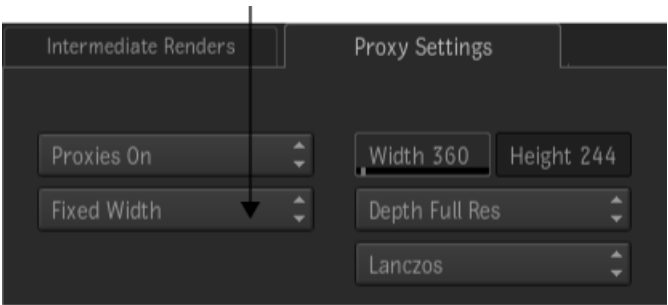 Intermediate Renders Proxy Settings
Proxies On Width 360 Height 244
Fixed Width Depth Full Res
Lanczos